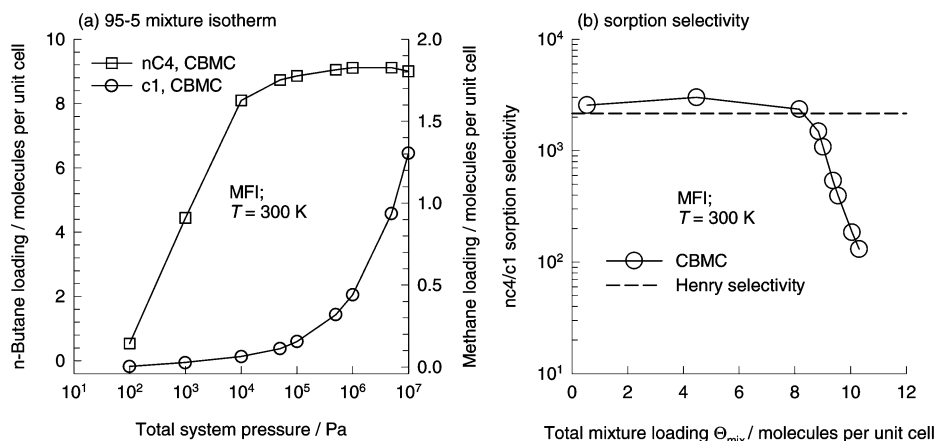 (a) 95-5 mixture isotherm
n-Butane loading / molecules per unit cell
10
8
6
4
2
0
nC4, CBMC
c1, CBMC
MFI;
T = 300 K
2.0
1.5
1.0
0.5
0.0
Methane loading / molecules per unit cell
10¹ 10² 10³ 10⁴ 10⁵ 10⁶ 10⁷
Total system pressure / Pa
(b) sorption selectivity
nc4/c1 sorption selectivity
10⁴
10³
10²
10¹
MFI;
T = 300 K
CBMC
Henry selectivity
0 2 4 6 8 10 12
Total mixture loading Θmix/ molecules per unit cell